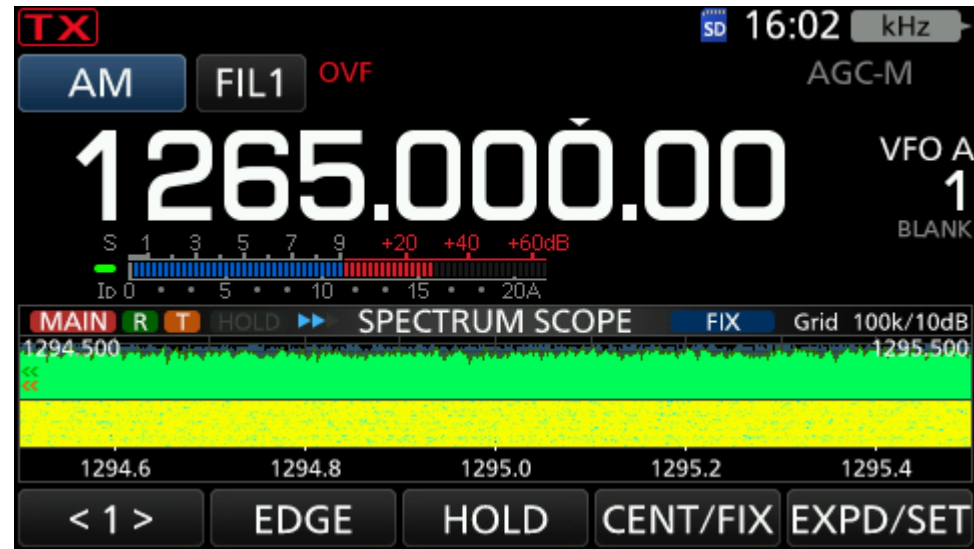 TX SD 16:02 kHz
AM FIL1 OVF AGC-M
1265.000.00 VFO A
1
BLANK
S 1 3 5 7 9 +20 +40 +60dB
ID 0 5 10 15 20A
MAIN R T HOLD SPECTRUM SCOPE FIX Grid 100k/10dB
1294.500 1295.500
<< 
<<
1294.6 1294.8 1295.0 1295.2 1295.4
< 1 > EDGE HOLD CENT/FIX EXPD/SET